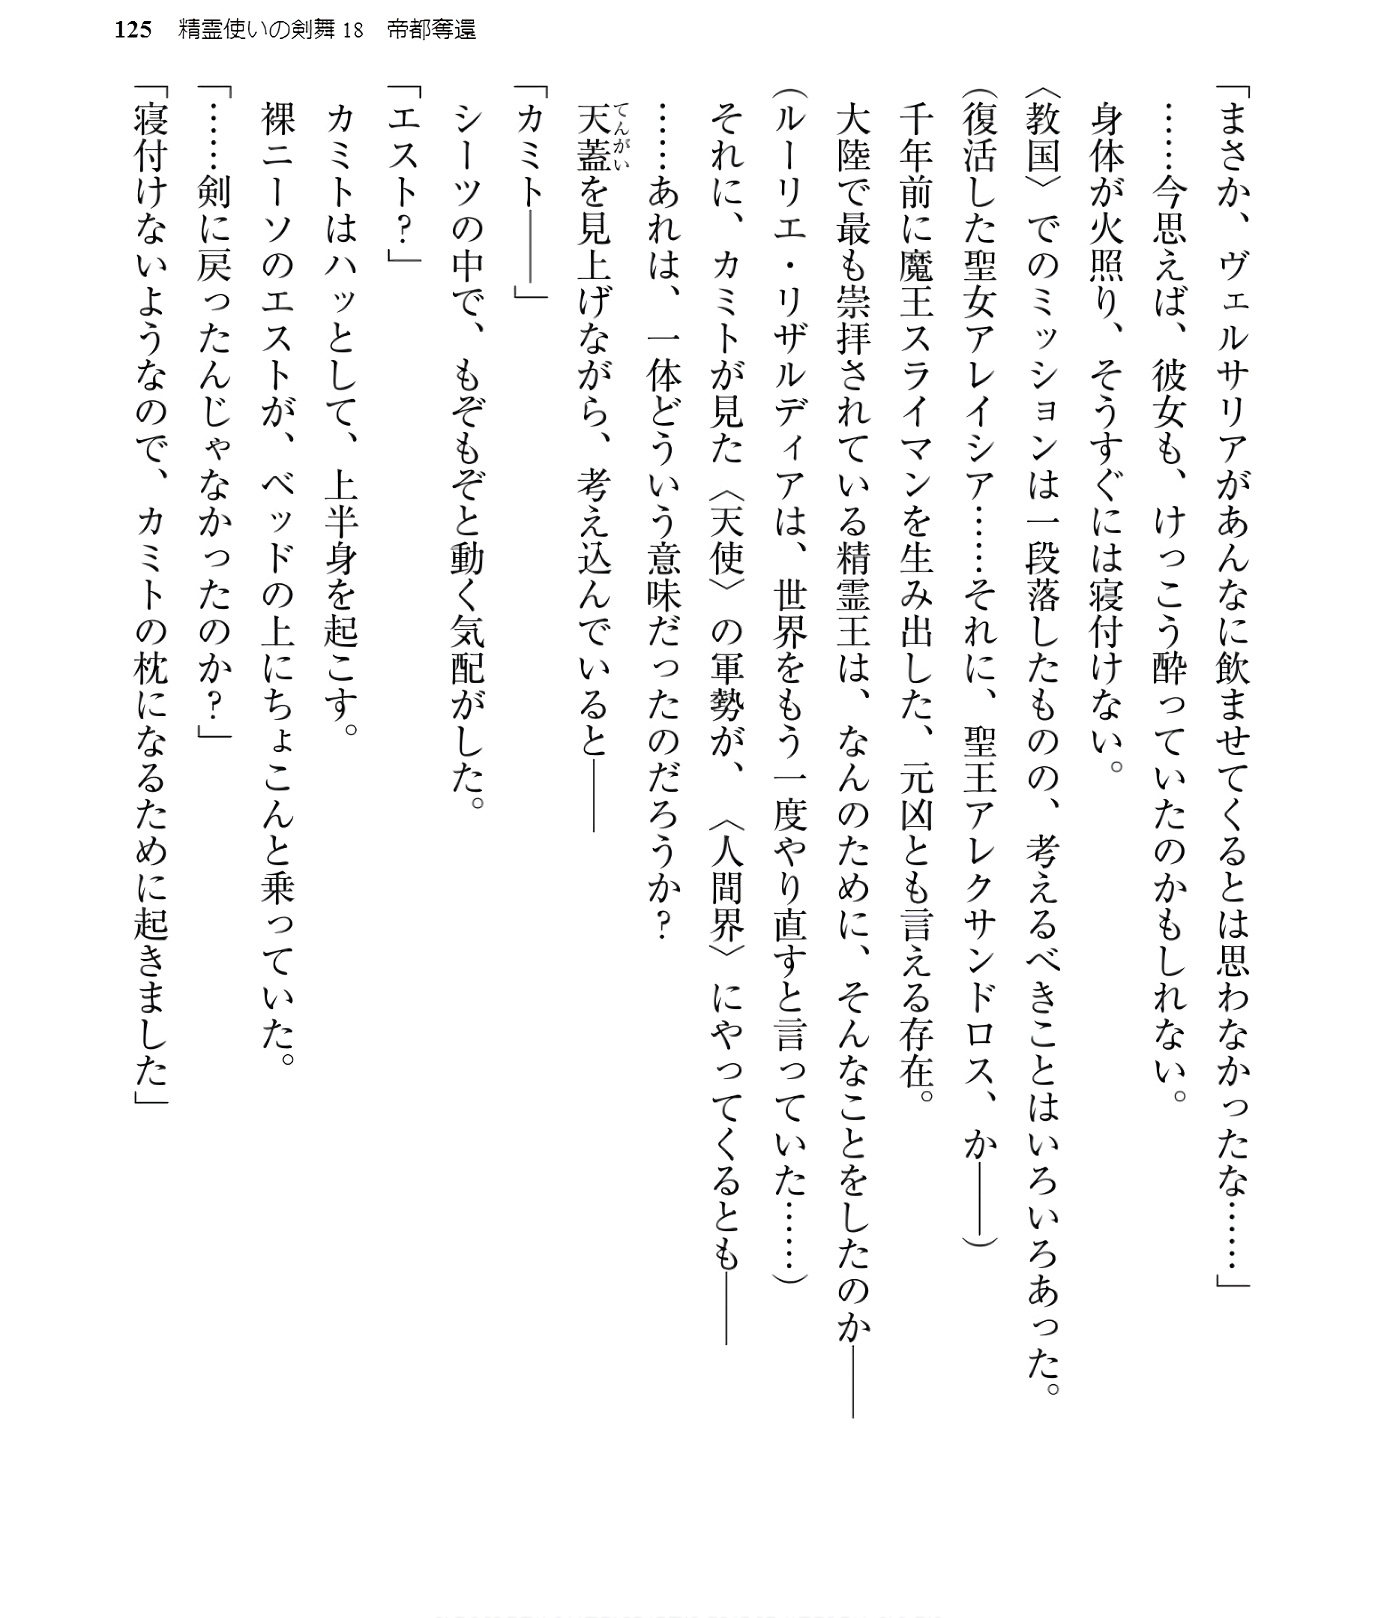 125　精霊使いの剣舞 18　帝都奪還
「まさか、ヴェルサリアがあんなに飲ませてくるとは思わなかったな……」
……今思えば、彼女も、けっこう酔っていたのかもしれない。
身体が火照り、そうすぐには寝付けない。
〈教国〉でのミッションは一段落したものの、考えるべきことはいろいろあった。
（復活した聖女アレイシア……それに、聖王アレクサンドロス、か――）
千年前に魔王スライマンを生み出した、元凶とも言える存在。
大陸で最も崇拝されている精霊王は、なんのために、そんなことをしたのか――
（ルーリエ・リザルディアは、世界をもう一度やり直すと言っていた……）
それに、カミトが見た〈天使〉の軍勢が、〈人間界〉にやってくるとも――
……あれは、一体どういう意味だったのだろうか？
天蓋てんがいを見上げながら、考え込んでいると――
「カミト――」
シーツの中で、もぞもぞと動く気配がした。
「エスト？」
カミトはハッとして、上半身を起こす。
裸ニーソのエストが、ベッドの上にちょこんと乗っていた。
「……剣に戻ったんじゃなかったのか？」
「寝付けないようなので、カミトの枕になるために起きました」